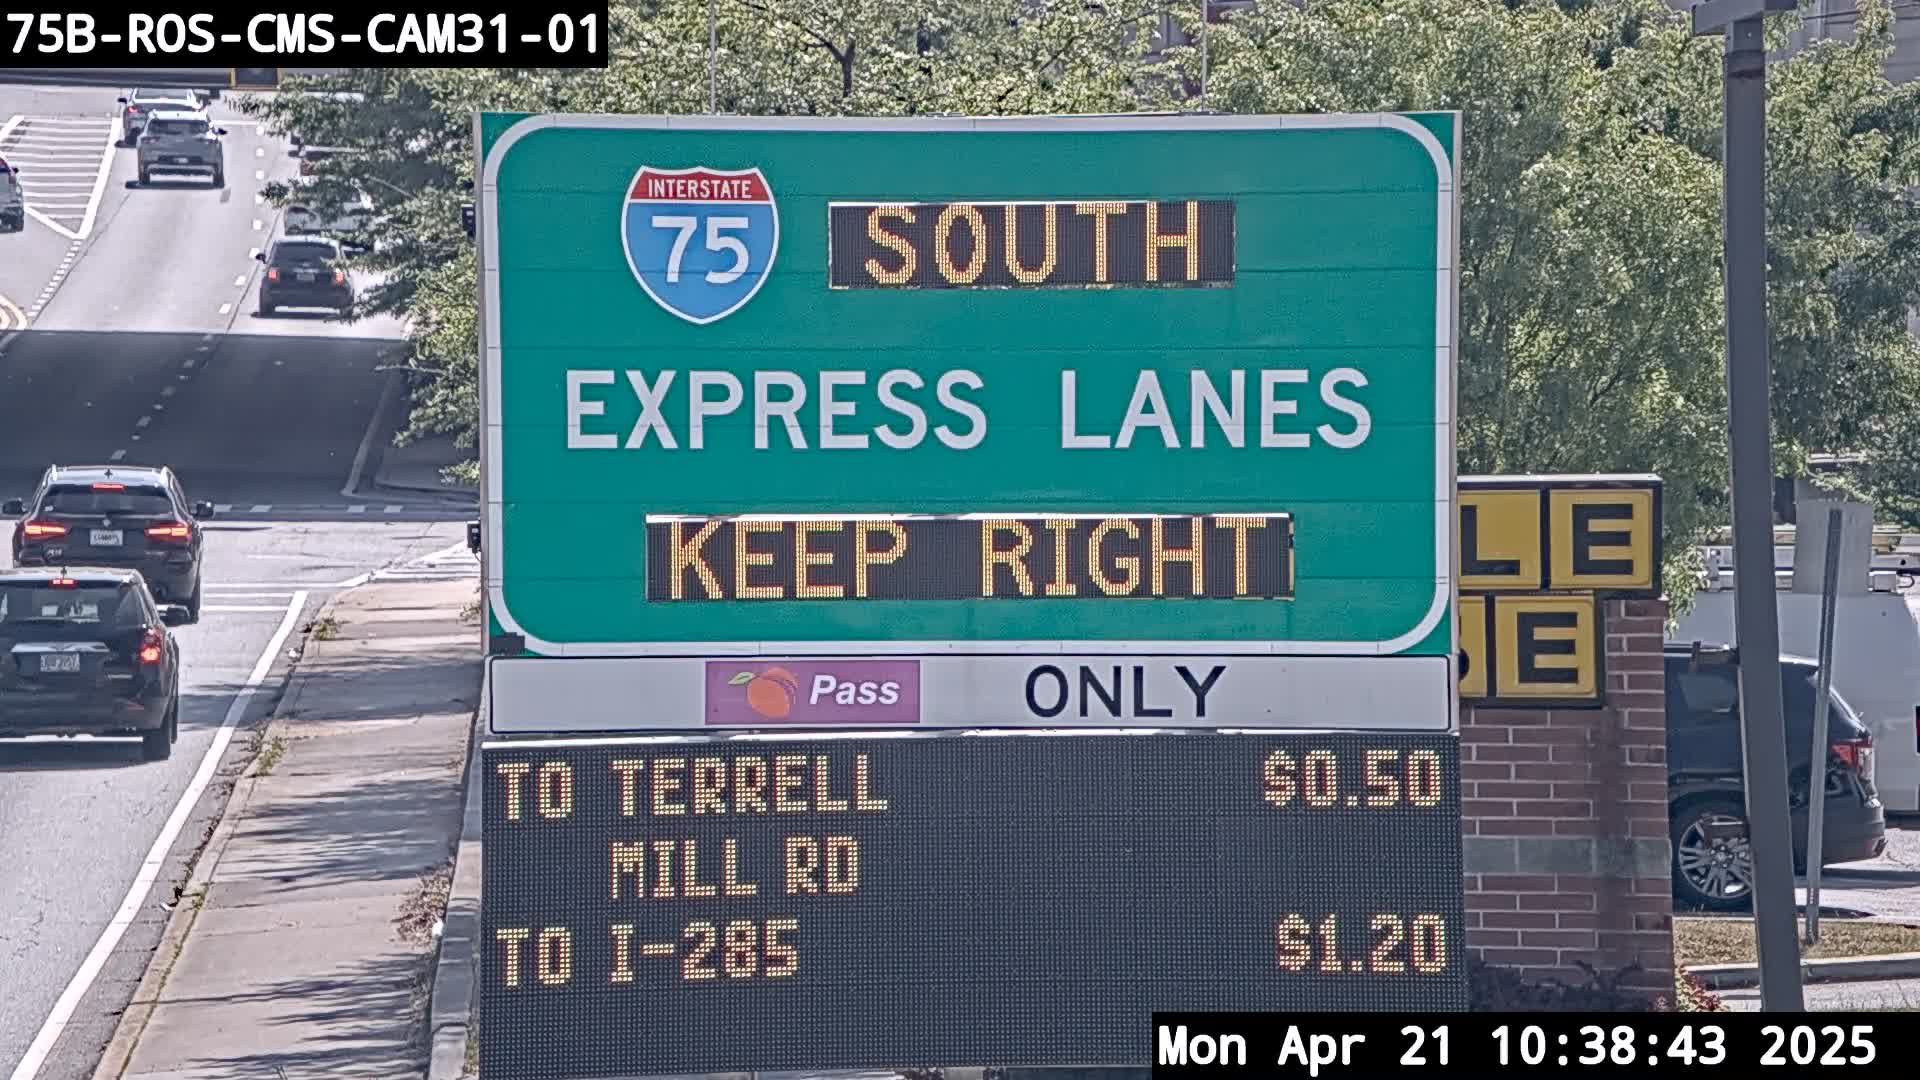 75B-ROS-CMS-CAM31-01
INTERSTATE
75
SOUTH
EXPRESS LANES
KEEP RIGHT
Pass ONLY
TO TERRELL $0.50
MILL RD
TO I-285 $1.20
LE
E
Mon Apr 21 10:38:43 2025